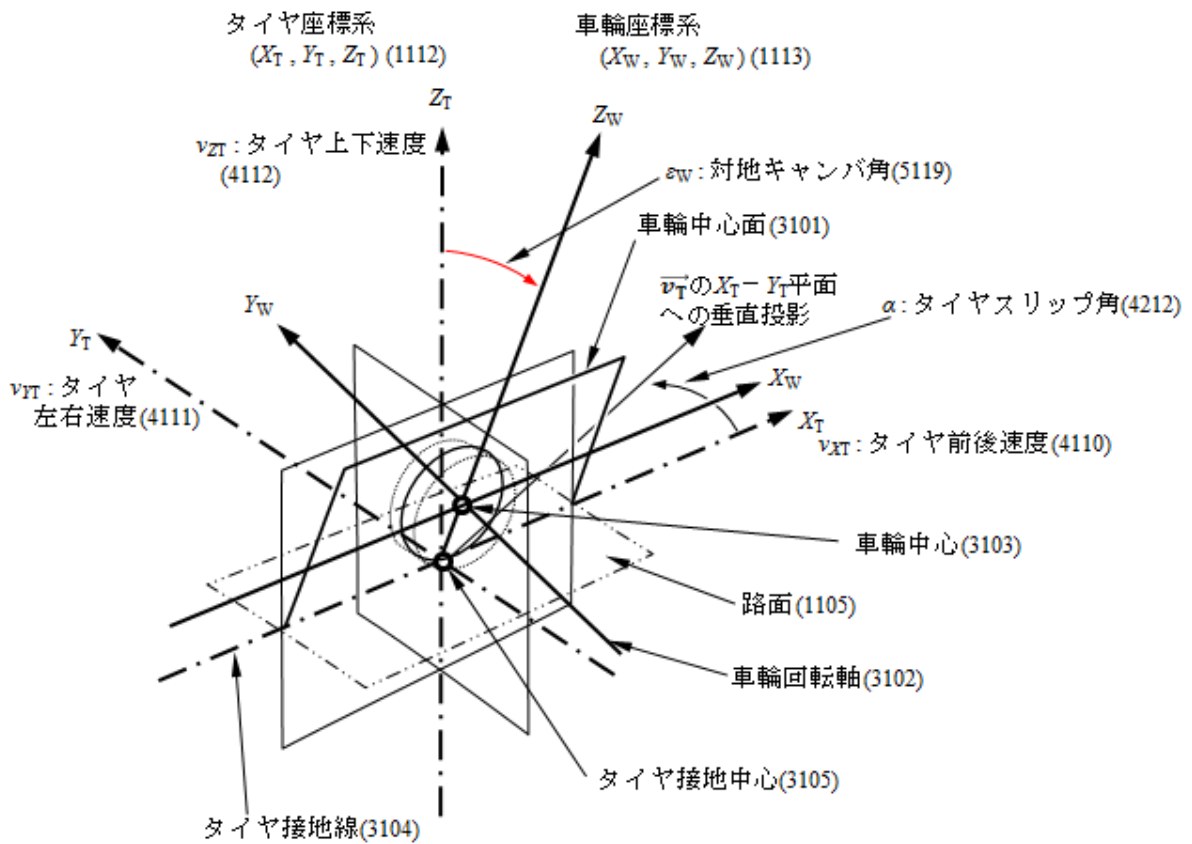 タイヤ座標系
(XT , YT , ZT ) (1112)
車輪座標系
(XW, YW, ZW) (1113)
ZT
ZW
vZT : タイヤ上下速度
(4112)
εW : 対地キャンバ角(5119)
車輪中心面(3101)
vTのXT− YT平面
への垂直投影
α: タイヤスリップ角(4212)
YW
YT
vYT : タイヤ
左右速度(4111)
XW
XT
vXT : タイヤ前後速度(4110)
車輪中心(3103)
路面(1105)
車輪回転軸(3102)
タイヤ接地中心(3105)
タイヤ接地線(3104)